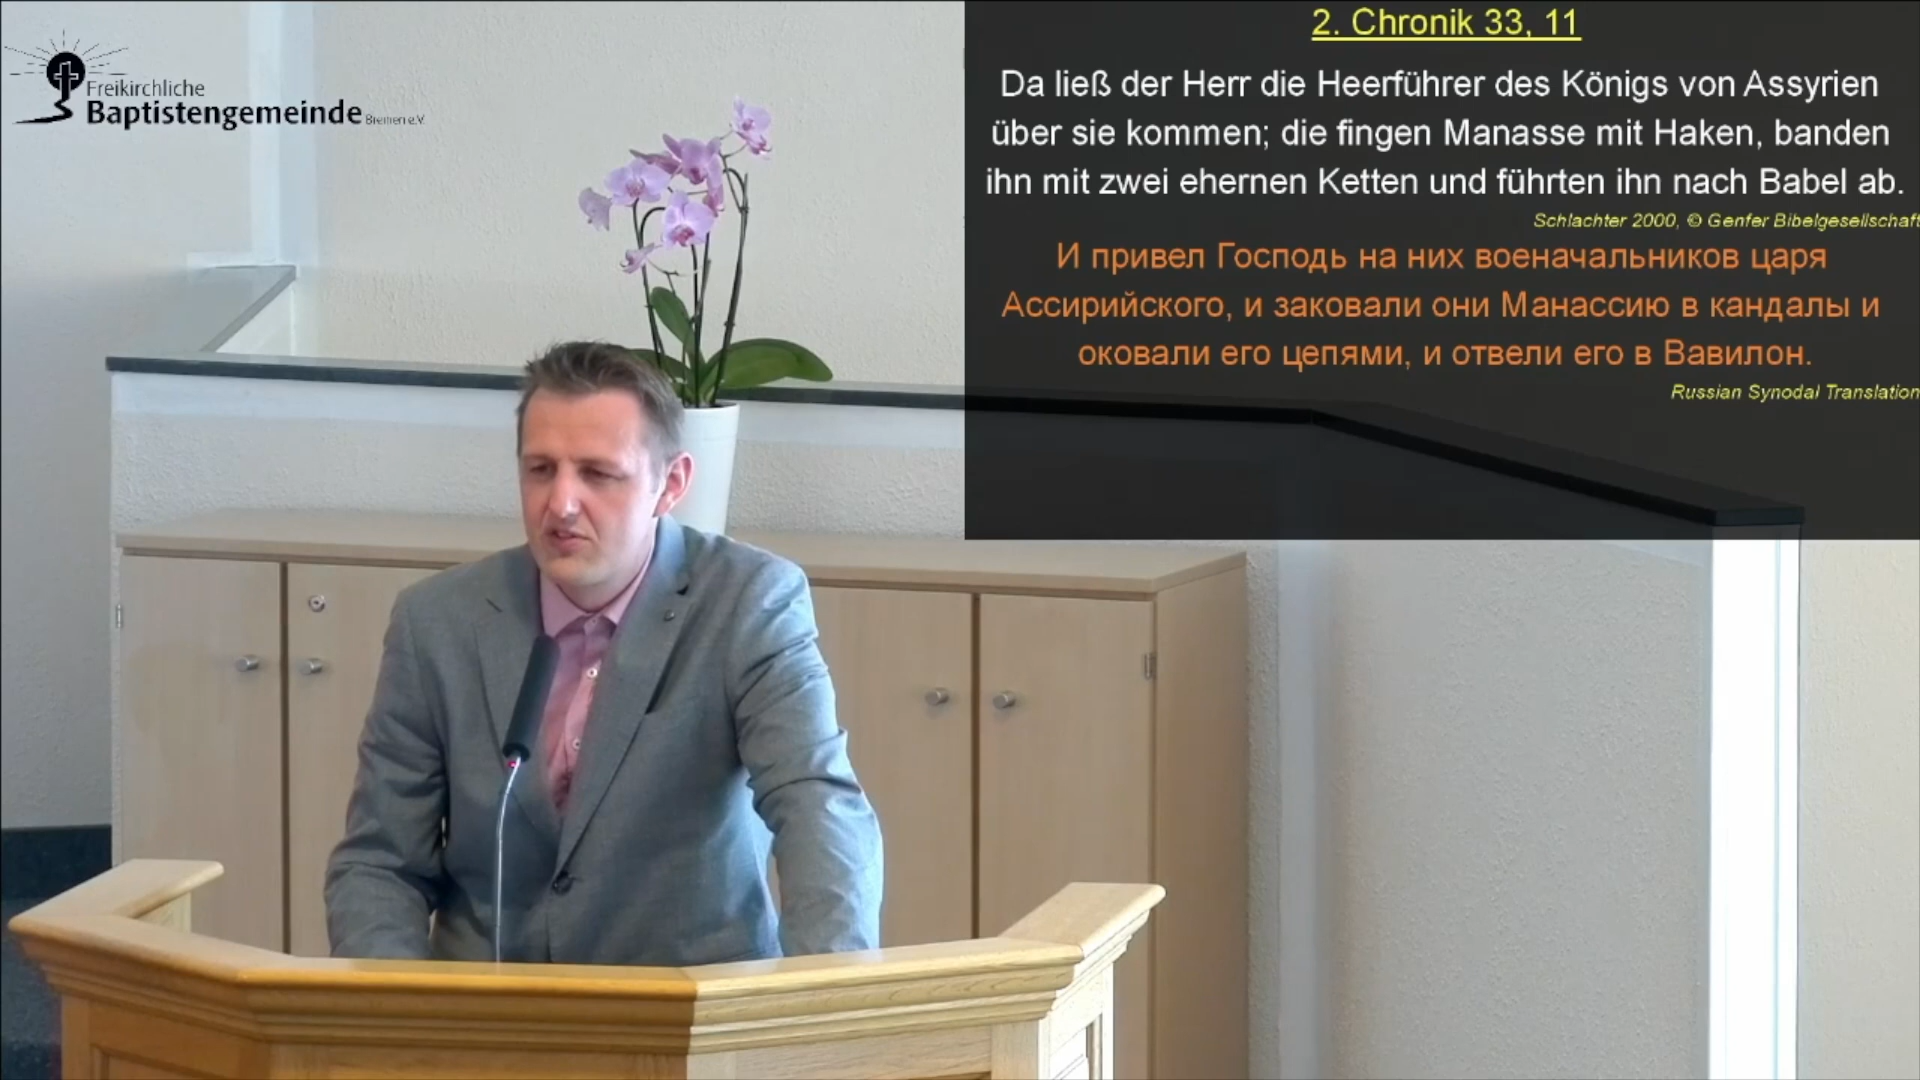 Freikirchliche
Baptistengemeinde Bremen e.V.
2. Chronik 33, 11
Da ließ der Herr die Heerführer des Königs von Assyrien
über sie kommen; die fingen Manasse mit Haken, banden
ihn mit zwei ehernen Ketten und führten ihn nach Babel ab.
Schlachter 2000, © Genfer Bibelgesellschaft
И привел Господь на них военачальников царя
Ассирийского, и заковали они Манассию в кандалы и
оковали его цепями, и отвели его в Вавилон.
Russian Synodal Translation